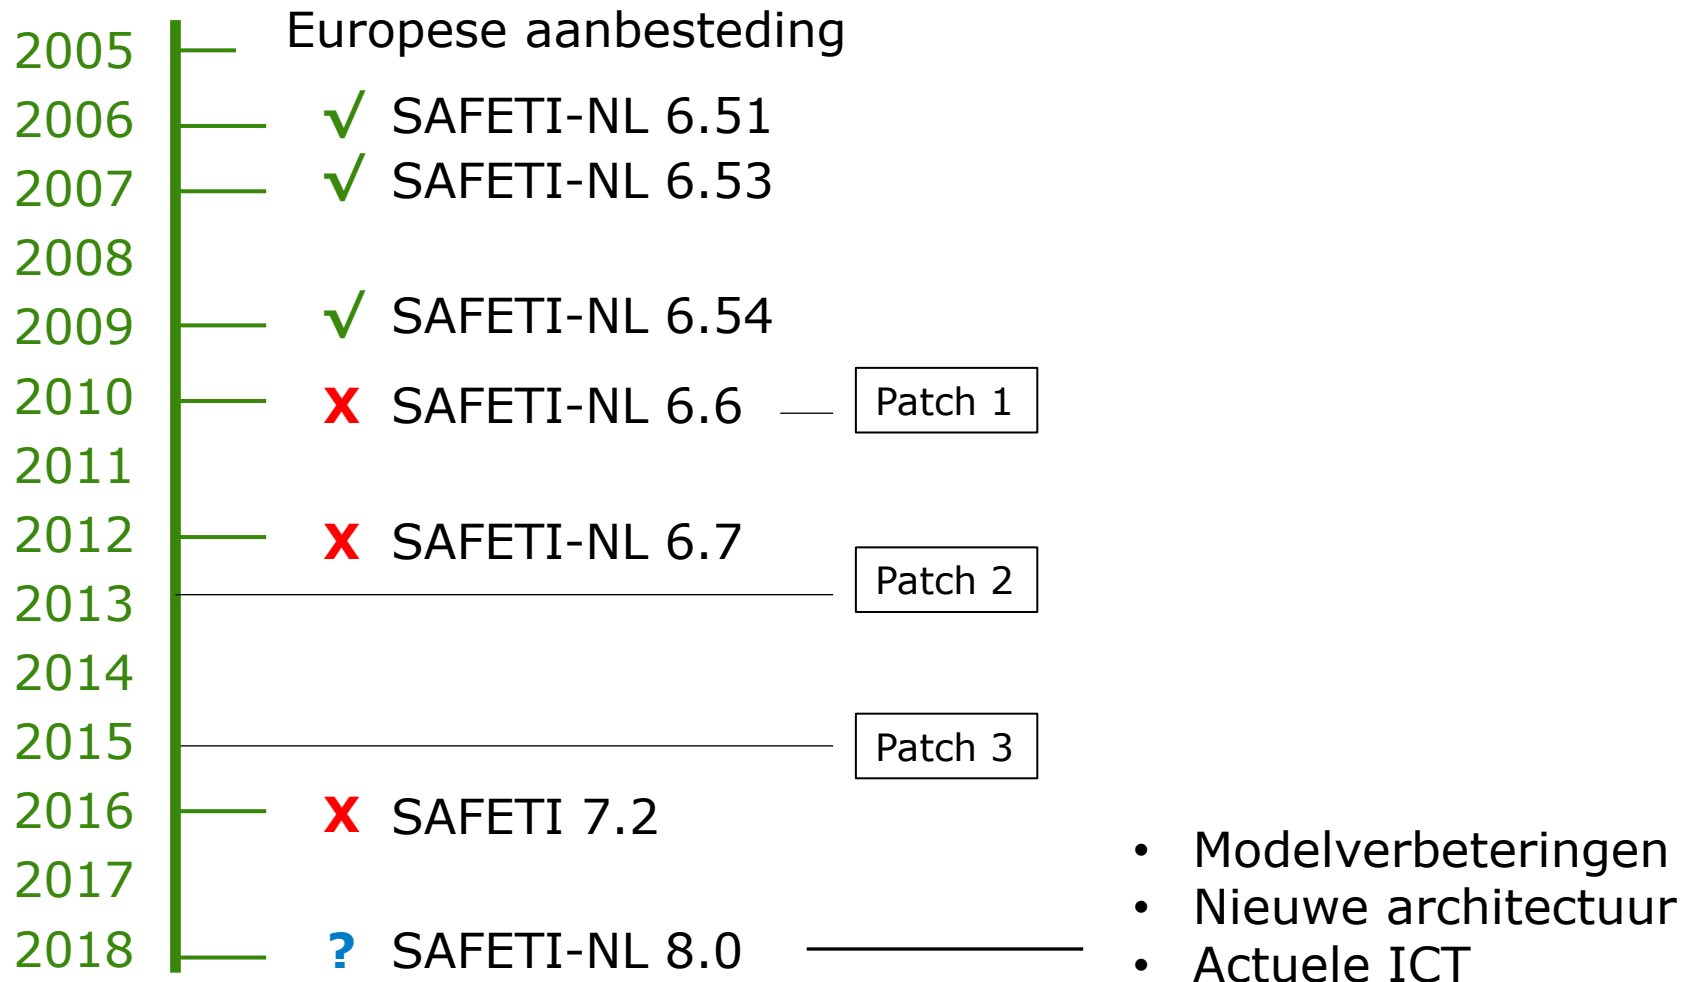 2005 Europese aanbesteding
2006 √ SAFETI-NL 6.51
2007 √ SAFETI-NL 6.53
2008
2009 √ SAFETI-NL 6.54
2010 X SAFETI-NL 6.6 Patch 1
2011
2012 X SAFETI-NL 6.7
Patch 2
2013
2014
2015 Patch 3
2016 X SAFETI 7.2
• Modelverbeteringen
2017
• Nieuwe architectuur
2018 ? SAFETI-NL 8.0
• Actuele ICT